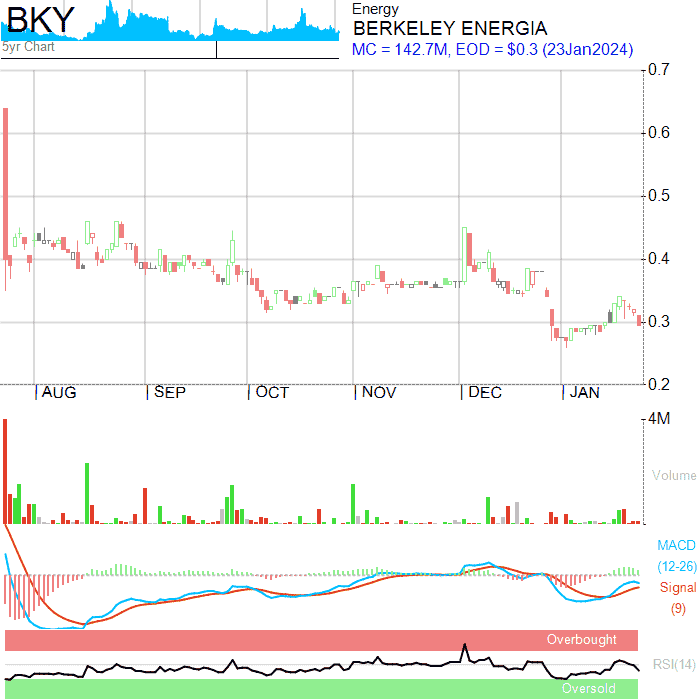 BKY
5yr Chart
Energy
BERKELEY ENERGIA
MC = 142.7M, EOD = $0.3 (23Jan2024)
0.7
0.6
0.5
0.4
0.3
0.2
AUG SEP OCT NOV DEC JAN
4M
Volume
MACD
(12-26)
Signal
(9)
Overbought
RSI(14)
Oversold